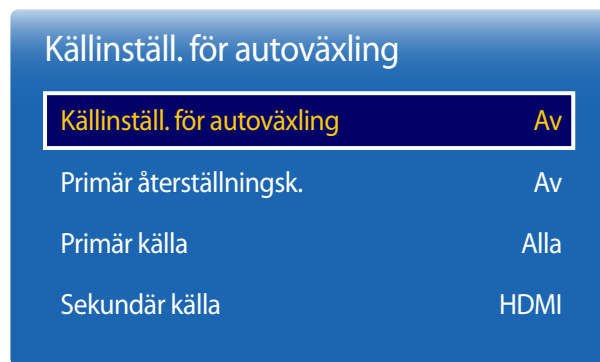 Källinställ. för autoväxling
Källinställ. för autoväxling Av
Primär återställningsk. Av
Primär källa Alla
Sekundär källa HDMI